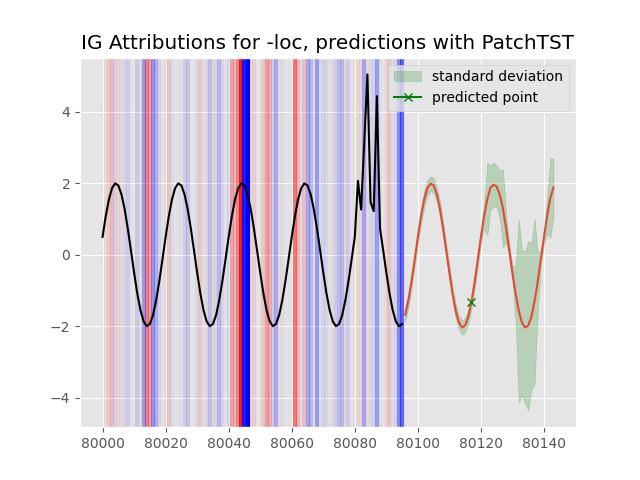 IG Attributions for -loc, predictions with PatchTST
standard deviation
predicted point
4
2
0
−2
−4
80000 80020 80040 80060 80080 80100 80120 80140